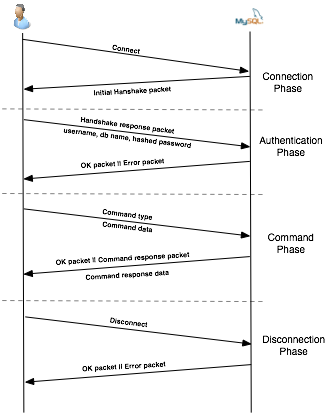 MySQL
Connect
Initial Hanshake packet
Connection
Phase
Handshake response packet
username, db name, hashed password
Authentication
Phase
OK packet || Error packet
Command type
Command data
Command
Phase
OK packet || Command response packet
Command response data
Disconnect
Disconnection
Phase
OK packet || Error packet